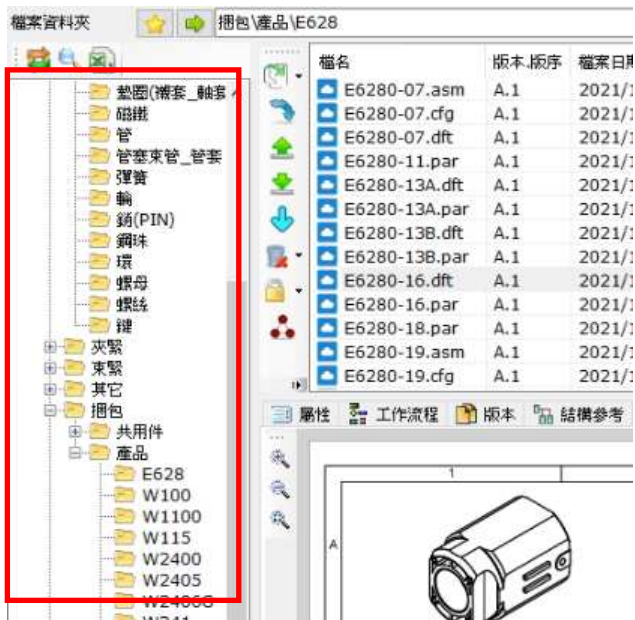 檔案資料夾
捆包\產品\E628
墊圈(襯套_軸套
磁鐵
管
管塞束管_管套
彈簧
輪
銷(PIN)
鋼珠
環
螺母
螺絲
鍵
夾緊
束緊
其它
捆包
共用件
產品
E628
W100
W1100
W115
W2400
W2405
W2406G
W241
檔名 版本.版序 檔案日期
E6280-07.asm A.1 2021/1
E6280-07.cfg A.1 2021/1
E6280-07.dft A.1 2021/1
E6280-11.par A.1 2021/1
E6280-13A.dft A.1 2021/1
E6280-13A.par A.1 2021/1
E6280-13B.dft A.1 2021/1
E6280-13B.par A.1 2021/1
E6280-16.dft A.1 2021/1
E6280-16.par A.1 2021/1
E6280-18.par A.1 2021/1
E6280-19.asm A.1 2021/1
E6280-19.cfg A.1 2021/1
屬性 工作流程 版本 結構參考
1
A